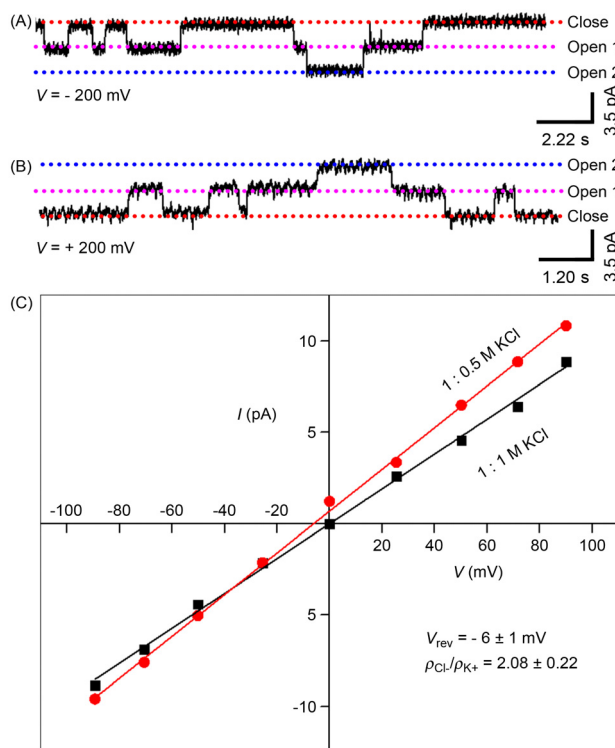 (A)
Close
Open 1
Open 2
V = - 200 mV
3.5 pA
2.22 s
(B)
Open 2
Open 1
Close
V = + 200 mV
3.5 pA
1.20 s
(C)
10
1 : 0.5 M KCl
I (pA)
5
1 : 1 M KCl
-100 -80 -60 -40 -20
0 20 40 60 80 100
V (mV)
-5
Vrev = - 6 ± 1 mV
ρCl-/ρK+ = 2.08 ± 0.22
-10